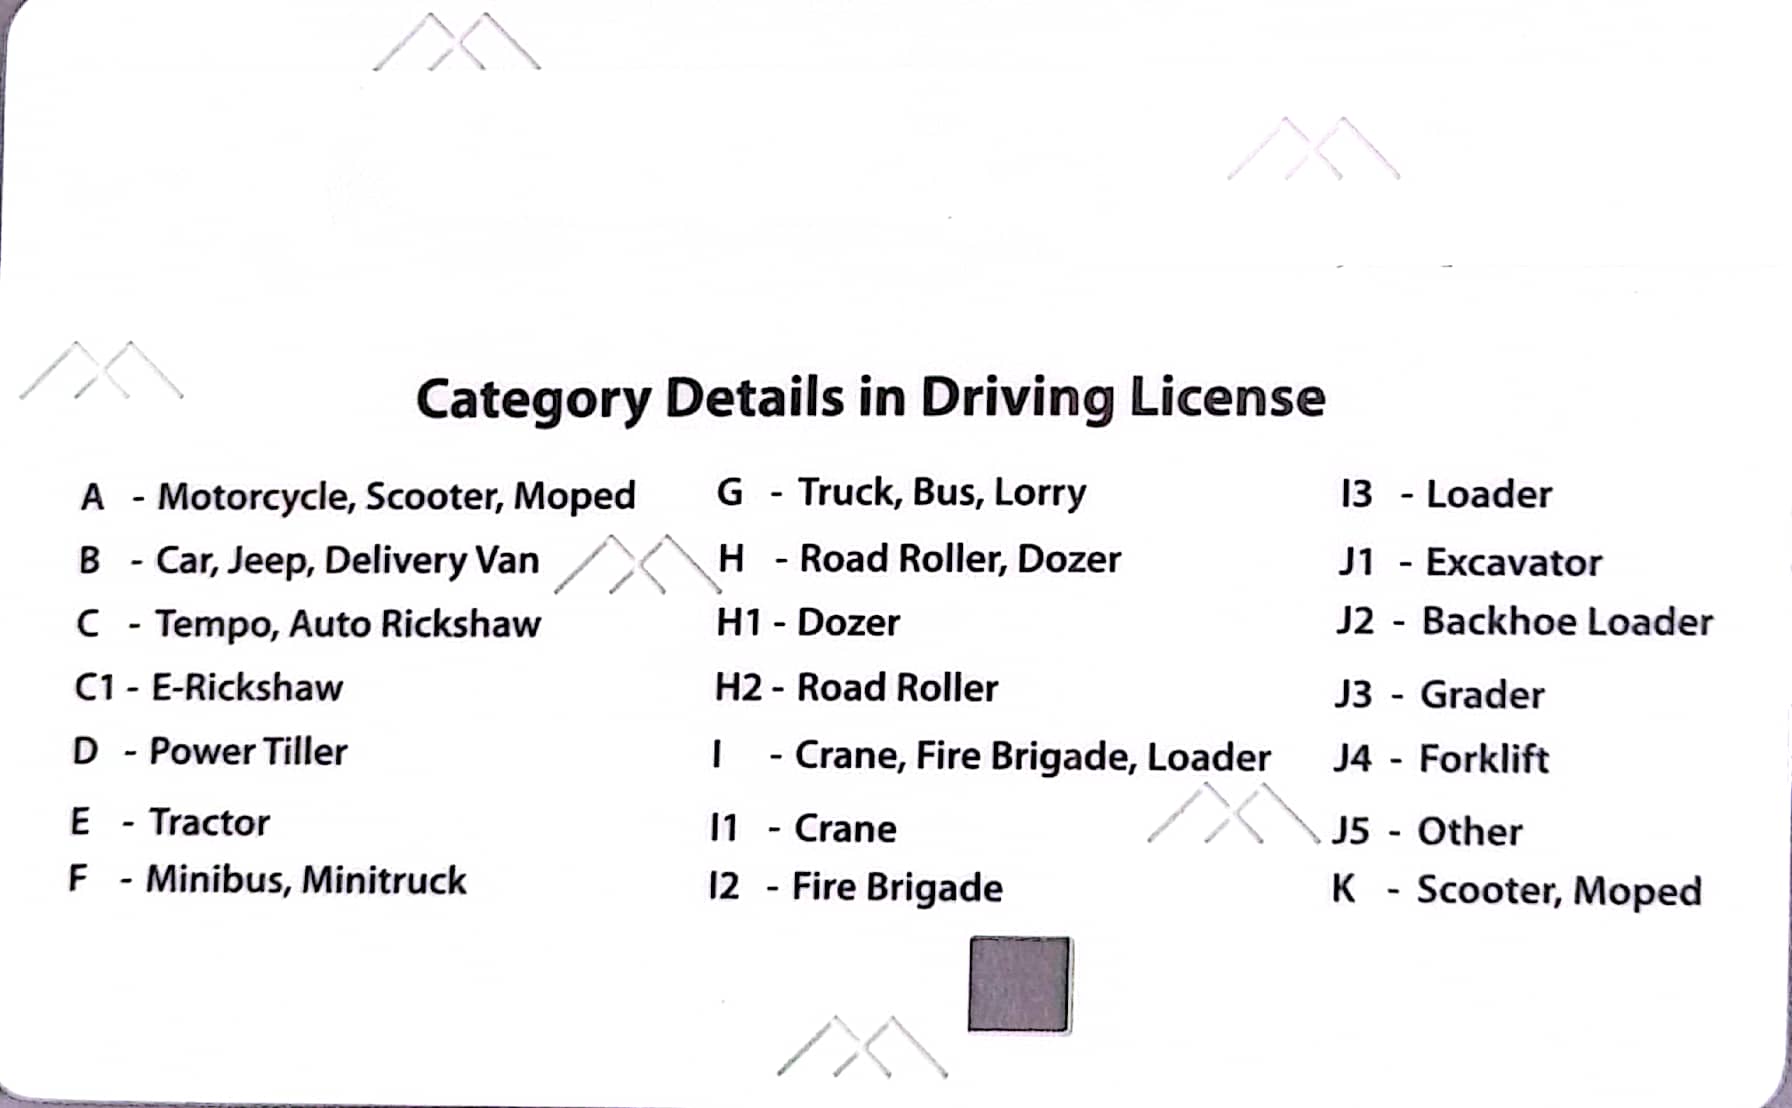 Category Details in Driving License
A - Motorcycle, Scooter, Moped
B - Car, Jeep, Delivery Van
C - Tempo, Auto Rickshaw
C1 - E-Rickshaw
D - Power Tiller
E - Tractor
F - Minibus, Minitruck
G - Truck, Bus, Lorry
H - Road Roller, Dozer
H1 - Dozer
H2 - Road Roller
I - Crane, Fire Brigade, Loader
I1 - Crane
I2 - Fire Brigade
I3 - Loader
J1 - Excavator
J2 - Backhoe Loader
J3 - Grader
J4 - Forklift
J5 - Other
K - Scooter, Moped